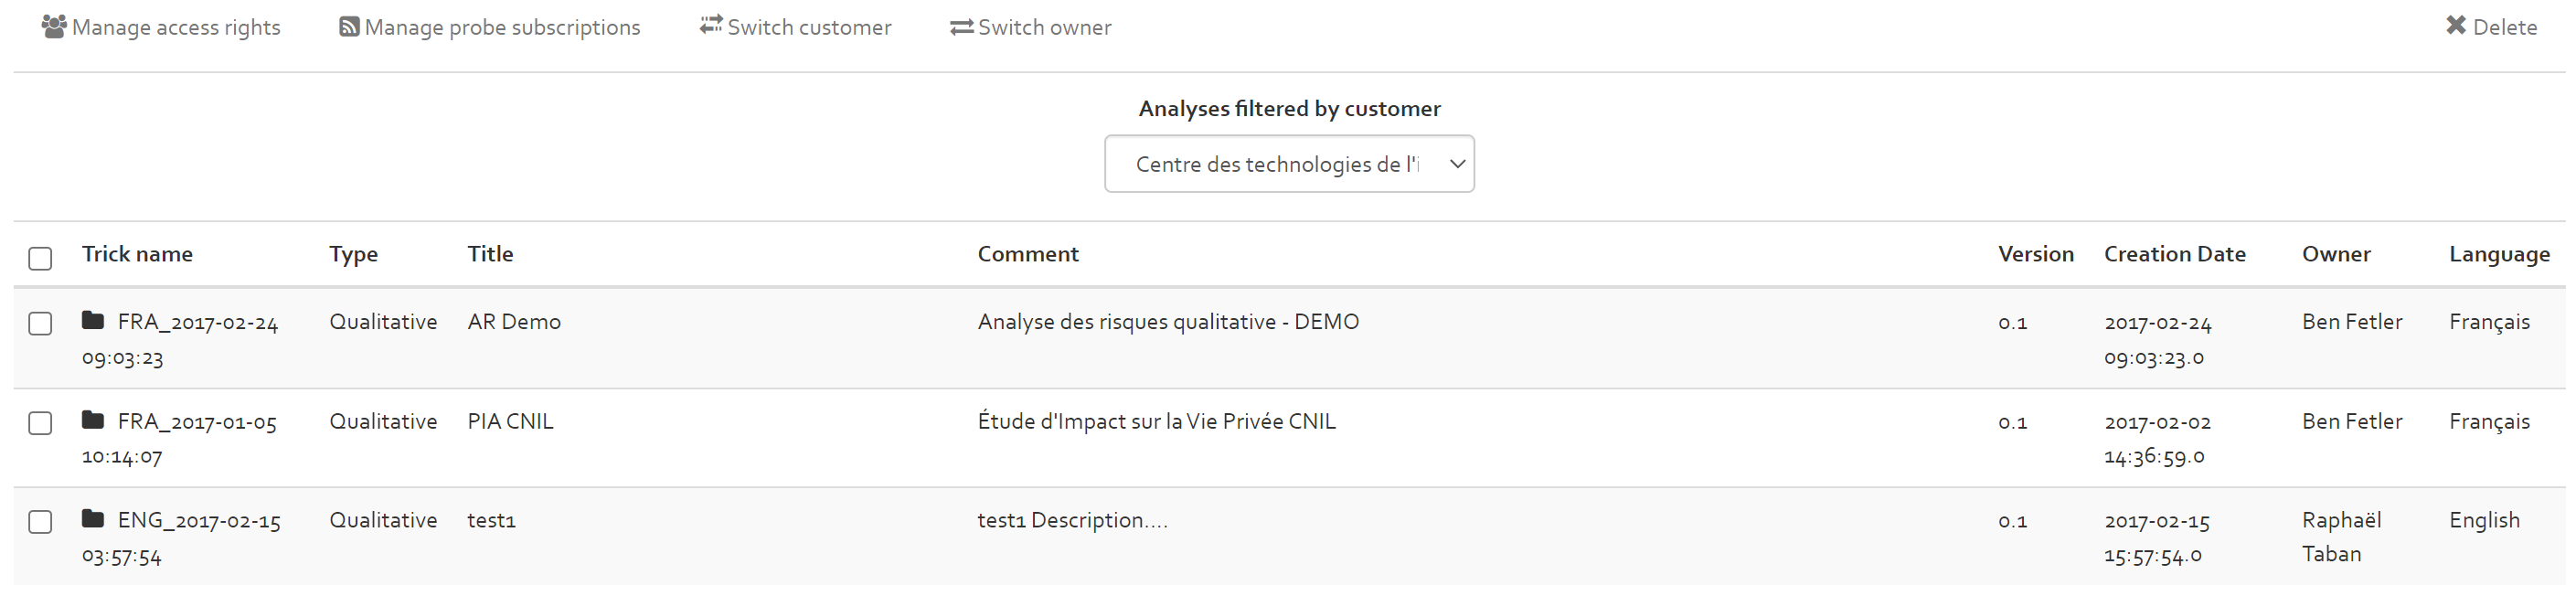 Manage access rights Manage probe subscriptions Switch customer Switch owner Delete
Analyses filtered by customer
Centre des technologies de l'i
Trick name Type Title Comment Version Creation Date Owner Language
FRA_2017-02-24 Qualitative AR Demo Analyse des risques qualitative - DEMO 0.1 2017-02-24 Ben Fetler Français
09:03:23 09:03:23.0
FRA_2017-01-05 Qualitative PIA CNIL Étude d'Impact sur la Vie Privée CNIL 0.1 2017-02-02 Ben Fetler Français
10:14:07 14:36:59.0
ENG_2017-02-15 Qualitative test1 test1 Description.... 0.1 2017-02-15 Raphaël English
03:57:54 15:57:54.0 Taban